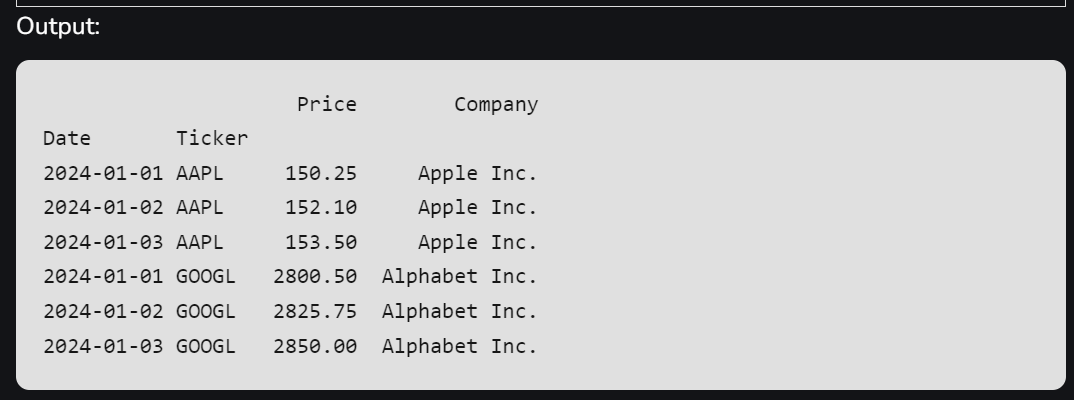 Output:
                     Price        Company
Date       Ticker
2024-01-01 AAPL     150.25     Apple Inc.
2024-01-02 AAPL     152.10     Apple Inc.
2024-01-03 AAPL     153.50     Apple Inc.
2024-01-01 GOOGL   2800.50  Alphabet Inc.
2024-01-02 GOOGL   2825.75  Alphabet Inc.
2024-01-03 GOOGL   2850.00  Alphabet Inc.